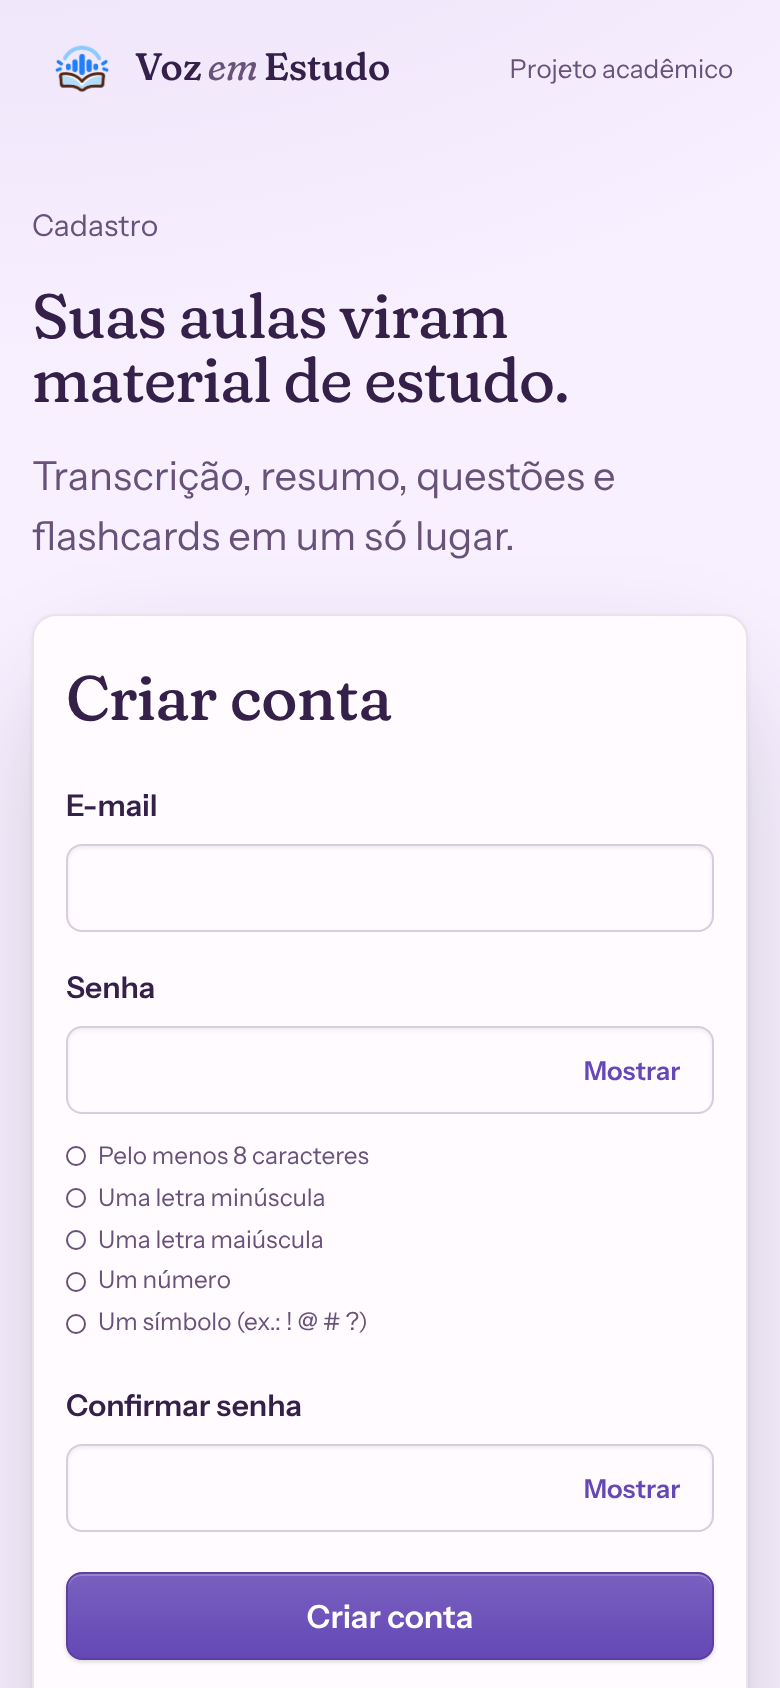 Voz em Estudo
Projeto acadêmico
Cadastro
Suas aulas viram
material de estudo.
Transcrição, resumo, questões e
flashcards em um só lugar.
Criar conta
E-mail
Senha
Mostrar
Pelo menos 8 caracteres
Uma letra minúscula
Uma letra maiúscula
Um número
Um símbolo (ex.: ! @ # ?)
Confirmar senha
Mostrar
Criar conta